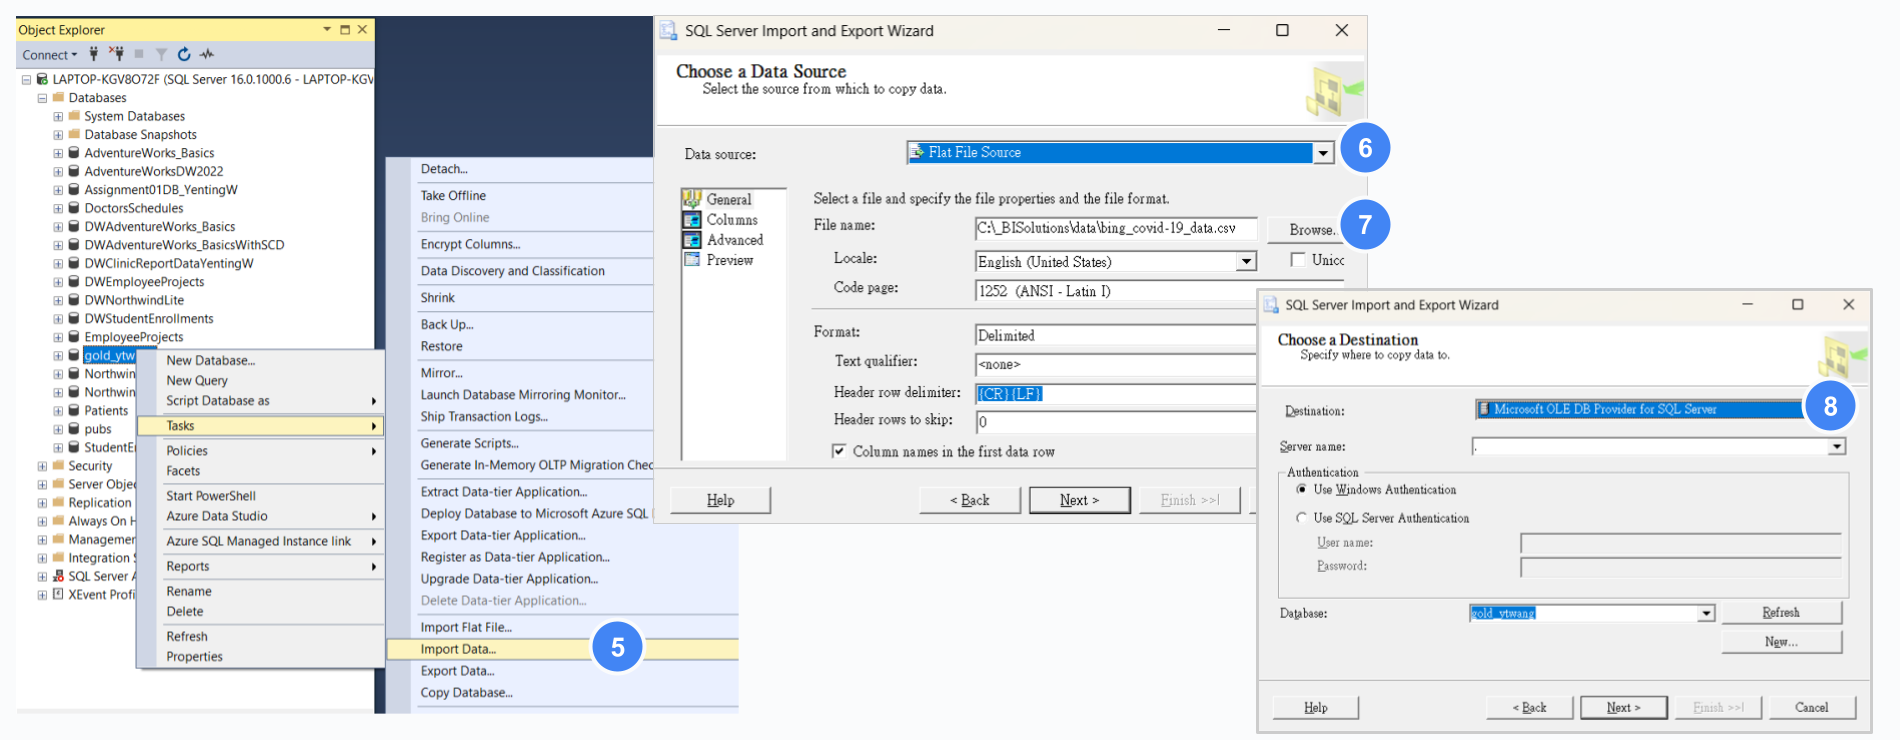 Object Explorer
Connect
LAPTOP-KGV8O72F (SQL Server 16.0.1000.6 - LAPTOP-KGV
Databases
System Databases
Database Snapshots
AdventureWorks_Basics
AdventureWorksDW2022
Assignment01DB_YentingW
DoctorsSchedules
DWAdventureWorks_Basics
DWAdventureWorks_BasicsWithSCD
DWClinicReportDataYentingW
DWEmployeeProjects
DWNorthwindLite
DWStudentEnrollments
EmployeeProjects
gold_ytw
Northwin
Northwin
Patients
pubs
StudentE
Security
Server Objec
Replication
Always On H
Managemer
Integration S
SQL Server A
XEvent Profi
New Database...
New Query
Script Database as
Tasks
Policies
Facets
Start PowerShell
Azure Data Studio
Azure SQL Managed Instance link
Reports
Rename
Delete
Refresh
Properties
Detach...
Take Offline
Bring Online
Encrypt Columns...
Data Discovery and Classification
Shrink
Back Up...
Restore
Mirror...
Launch Database Mirroring Monitor...
Ship Transaction Logs...
Generate Scripts...
Generate In-Memory OLTP Migration Chec
Extract Data-tier Application...
Deploy Database to Microsoft Azure SQL
Export Data-tier Application...
Register as Data-tier Application...
Upgrade Data-tier Application...
Delete Data-tier Application...
Import Flat File...
Import Data...
5
Export Data...
Copy Database...
SQL Server Import and Export Wizard
Choose a Data Source
Select the source from which to copy data.
Data source:
Flat File Source
6
General
Columns
Advanced
Preview
Select a file and specify the file properties and the file format.
File name:
C:\_BISolutions\data\bing_covid-19_data.csv
Browse..
7
Locale:
English (United States)
Unicc
Code page:
1252 (ANSI - Latin I)
Format:
Delimited
Text qualifier:
<none>
Header row delimiter:
{CR}{LF}
Header rows to skip:
0
Column names in the first data row
Help
< Back
Next >
Finish >>|
SQL Server Import and Export Wizard
Choose a Destination
Specify where to copy data to.
Destination:
Microsoft OLE DB Provider for SQL Server
8
Server name:
.
Authentication
Use Windows Authentication
Use SQL Server Authentication
User name:
Password:
Database:
gold_ytwang
Refresh
New...
Help
< Back
Next >
Finish >>|
Cancel